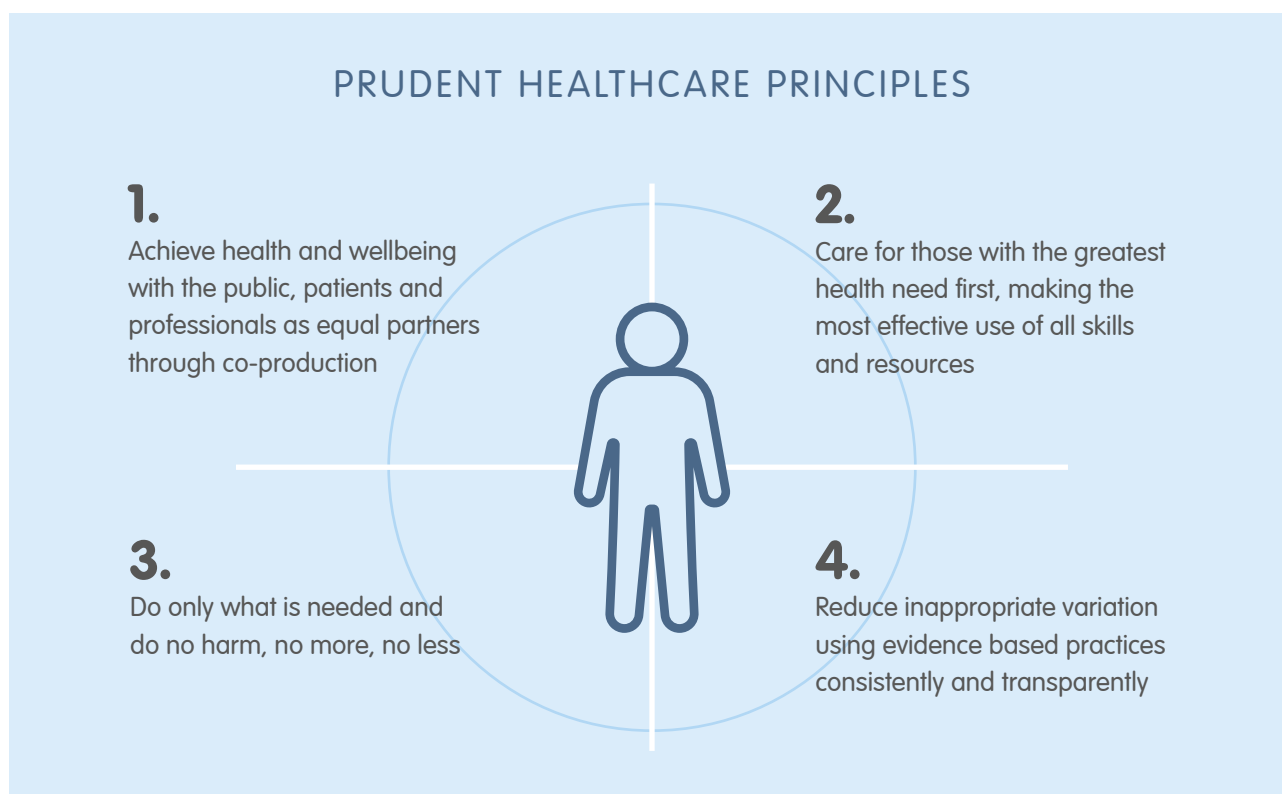 PRUDENT HEALTHCARE PRINCIPLES
1.
Achieve health and wellbeing
with the public, patients and
professionals as equal partners
through co-production
2.
Care for those with the greatest
health need first, making the
most effective use of all skills
and resources
3.
Do only what is needed and
do no harm, no more, no less
4.
Reduce inappropriate variation
using evidence based practices
consistently and transparently